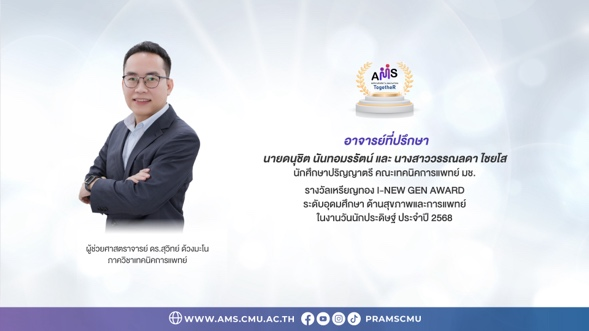 AMS
TogetheR
อาจารย์ที่ปรึกษา
นายดนุชิต นันทอมรรัตน์ และ นางสาววรรณลดา ไชยโส
นักศึกษาปริญญาตรี คณะเทคนิคการแพทย์ มช.
รางวัลเหรียญทอง I-NEW GEN AWARD
ระดับอุดมศึกษา ด้านสุขภาพและการแพทย์
ในงานวันนักประดิษฐ์ ประจำปี 2568
ผู้ช่วยศาสตราจารย์ ดร.สุวิทย์ ด้วงมะโน
ภาควิชาเทคนิคการแพทย์
WWW.AMS.CMU.AC.TH PRAMSCMU